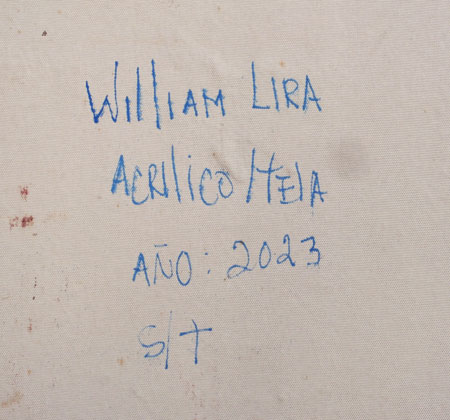 William LIRA
ACRIlICO/TElA
AÑO: 2023
S/T